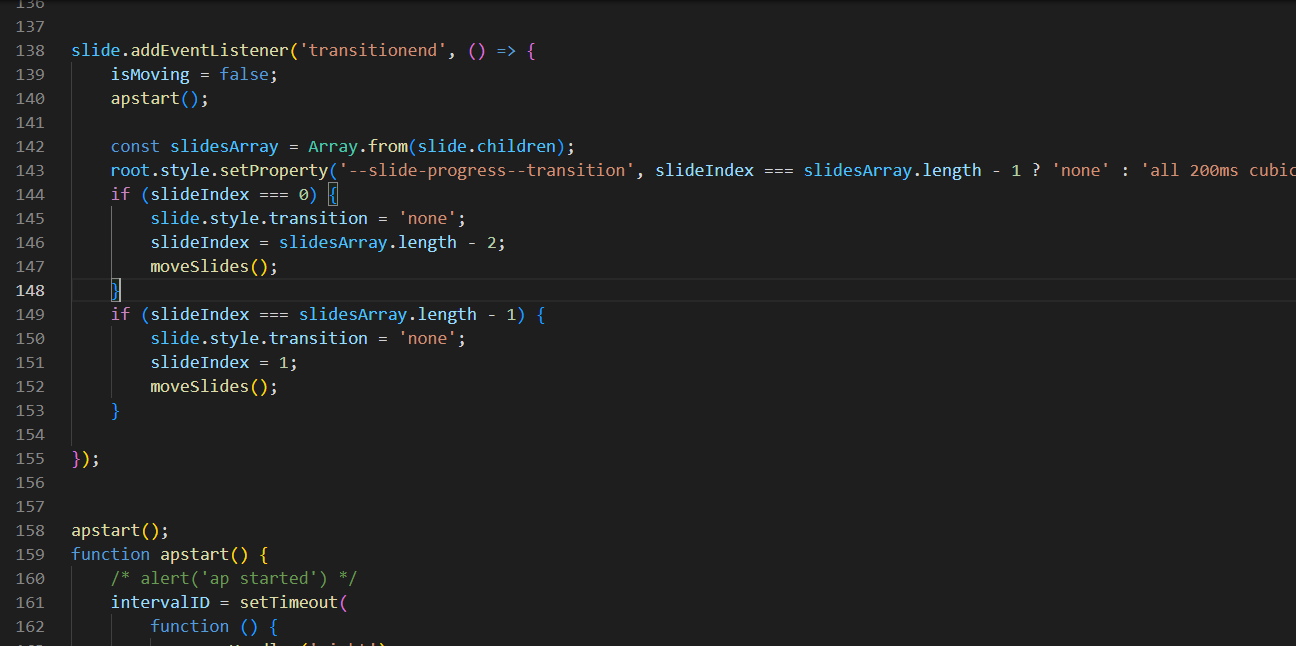 136
137
138 slide.addEventListener('transitionend', () => {
139 isMoving = false;
140 apstart();
141
142 const slidesArray = Array.from(slide.children);
143 root.style.setProperty('--slide-progress--transition', slideIndex === slidesArray.length - 1 ? 'none' : 'all 200ms cubic
144 if (slideIndex === 0) {
145 slide.style.transition = 'none';
146 slideIndex = slidesArray.length - 2;
147 moveSlides();
148 }
149 if (slideIndex === slidesArray.length - 1) {
150 slide.style.transition = 'none';
151 slideIndex = 1;
152 moveSlides();
153 }
154
155 });
156
157
158 apstart();
159 function apstart() {
160 /* alert('ap started') */
161 intervalID = setTimeout(
162 function () {